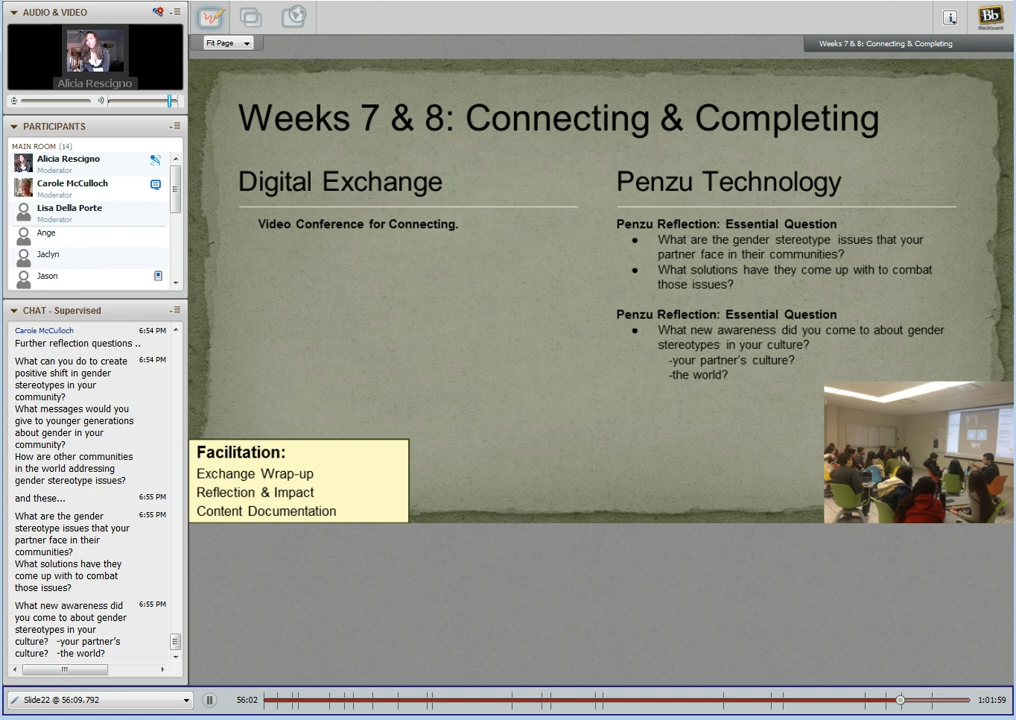 AUDIO & VIDEO
Alicia Rescigno
PARTICIPANTS
MAIN ROOM (14)
Alicia Rescigno
Moderator
Carole McCulloch
Moderator
Lisa Della Porte
Moderator
Ange
Jadyn
Jason
CHAT - Supervised
Carole McCulloch 6:54 PM
Further reflection questions ..
What can you do to create 6:54 PM
positive shift in gender
stereotypes in your
community?
What messages would you
give to younger generations
about gender in your
community?
How are other communities
in the world addressing
gender stereotype issues?
and these... 6:55 PM
What are the gender 6:55 PM
stereotype issues that your
partner face in their
communities?
What solutions have they
come up with to combat
those issues?
What new awareness did 6:55 PM
you come to about gender
stereotypes in your
culture? -your partner's
culture? -the world?
Slide22 @ 56:09.792
Fit Page
Bb
Blackboard
Weeks 7 & 8: Connecting & Completing
Weeks 7 & 8: Connecting & Completing
Digital Exchange
Video Conference for Connecting.
Penzu Technology
Penzu Reflection: Essential Question
● What are the gender stereotype issues that your
partner face in their communities?
● What solutions have they come up with to combat
those issues?
Penzu Reflection: Essential Question
● What new awareness did you come to about gender
stereotypes in your culture?
-your partner's culture?
-the world?
Facilitation:
Exchange Wrap-up
Reflection & Impact
Content Documentation
56:02
1:01:59